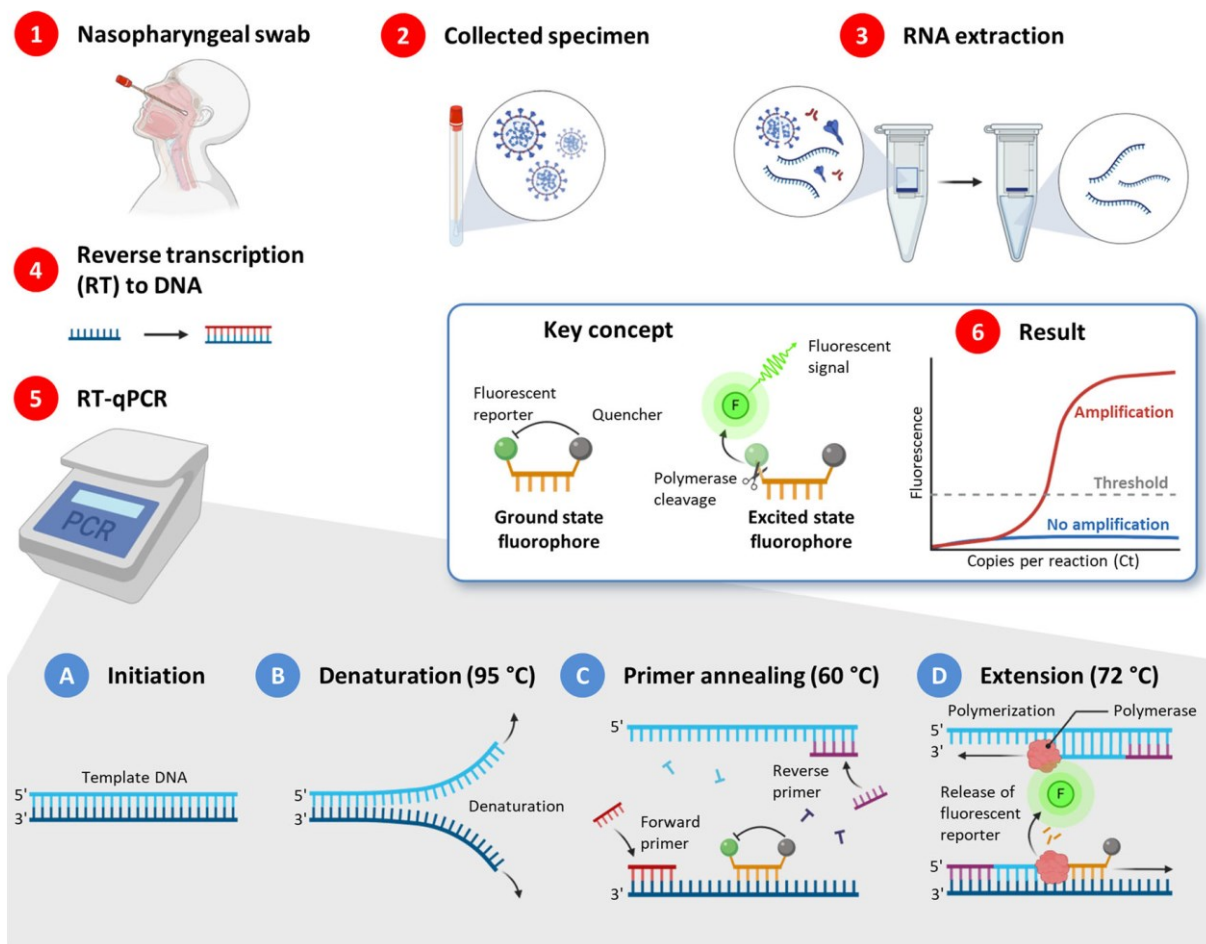 1 Nasopharyngeal swab
2 Collected specimen
3 RNA extraction
4 Reverse transcription
(RT) to DNA
5 RT-qPCR
PCR
Key concept
Fluorescent
reporter
Quencher
Ground state
fluorophore
Fluorescent
signal
F
Polymerase
cleavage
Excited state
fluorophore
6 Result
Fluorescence
Amplification
Threshold
No amplification
Copies per reaction (Ct)
A Initiation
Template DNA
5'
3'
B Denaturation (95 °C)
5'
3'
Denaturation
C Primer annealing (60 °C)
5'
Reverse
primer
Forward
primer
3'
D Extension (72 °C)
Polymerization
Polymerase
5'
3'
F
Release of
fluorescent
reporter
5'
3'